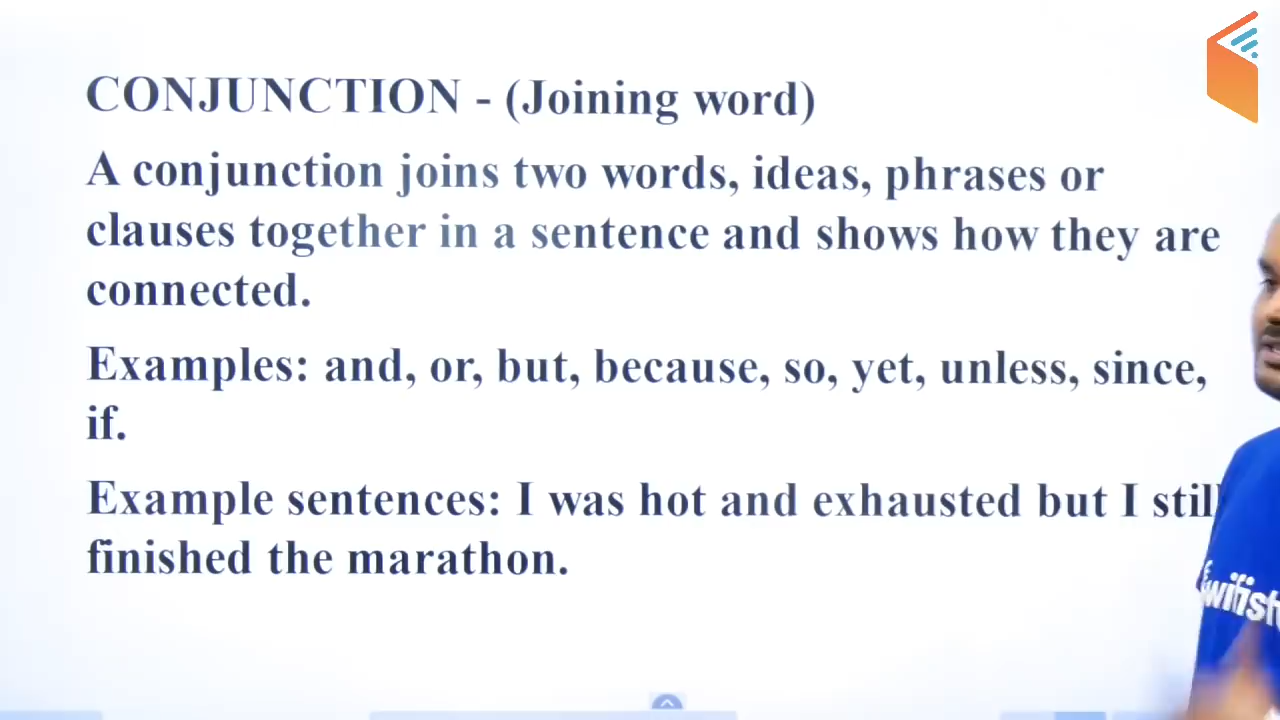 CONJUNCTION - (Joining word)
A conjunction joins two words, ideas, phrases or
clauses together in a sentence and shows how they are
connected.
Examples: and, or, but, because, so, yet, unless, since,
if.
Example sentences: I was hot and exhausted but I still
finished the marathon.